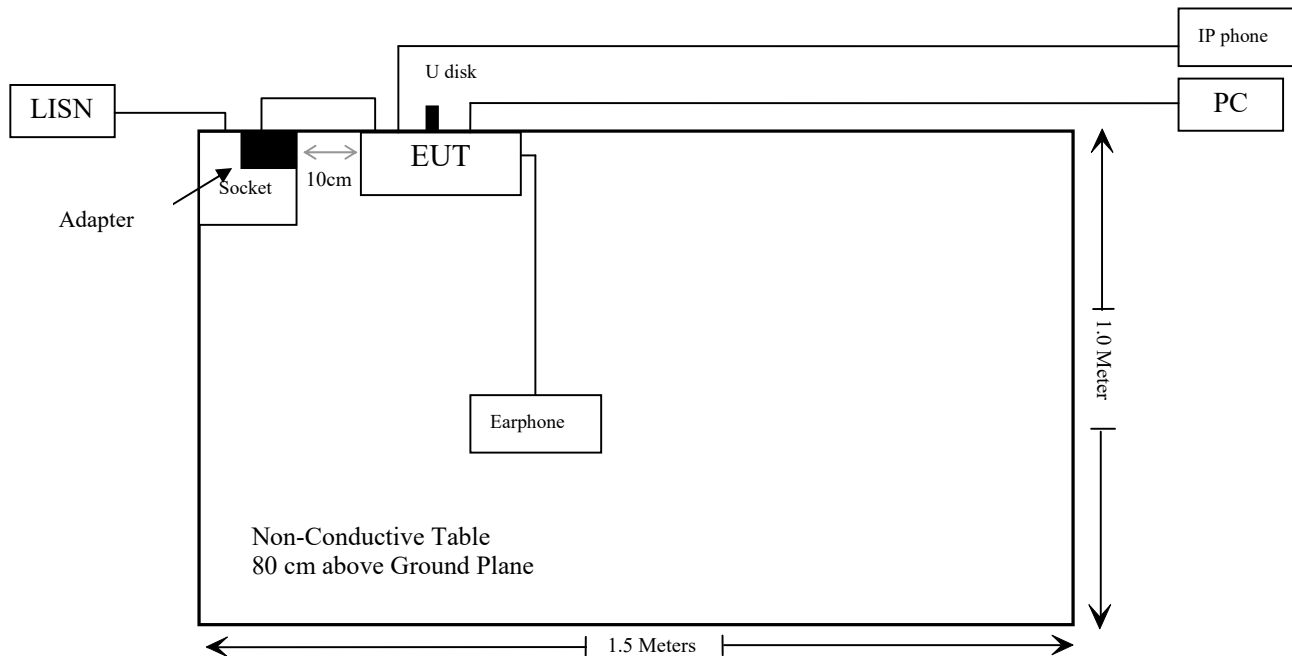 IP phone
U disk
LISN
PC
EUT
10cm
Socket
Adapter
1.0 Meter
Earphone
Non-Conductive Table
80 cm above Ground Plane
1.5 Meters